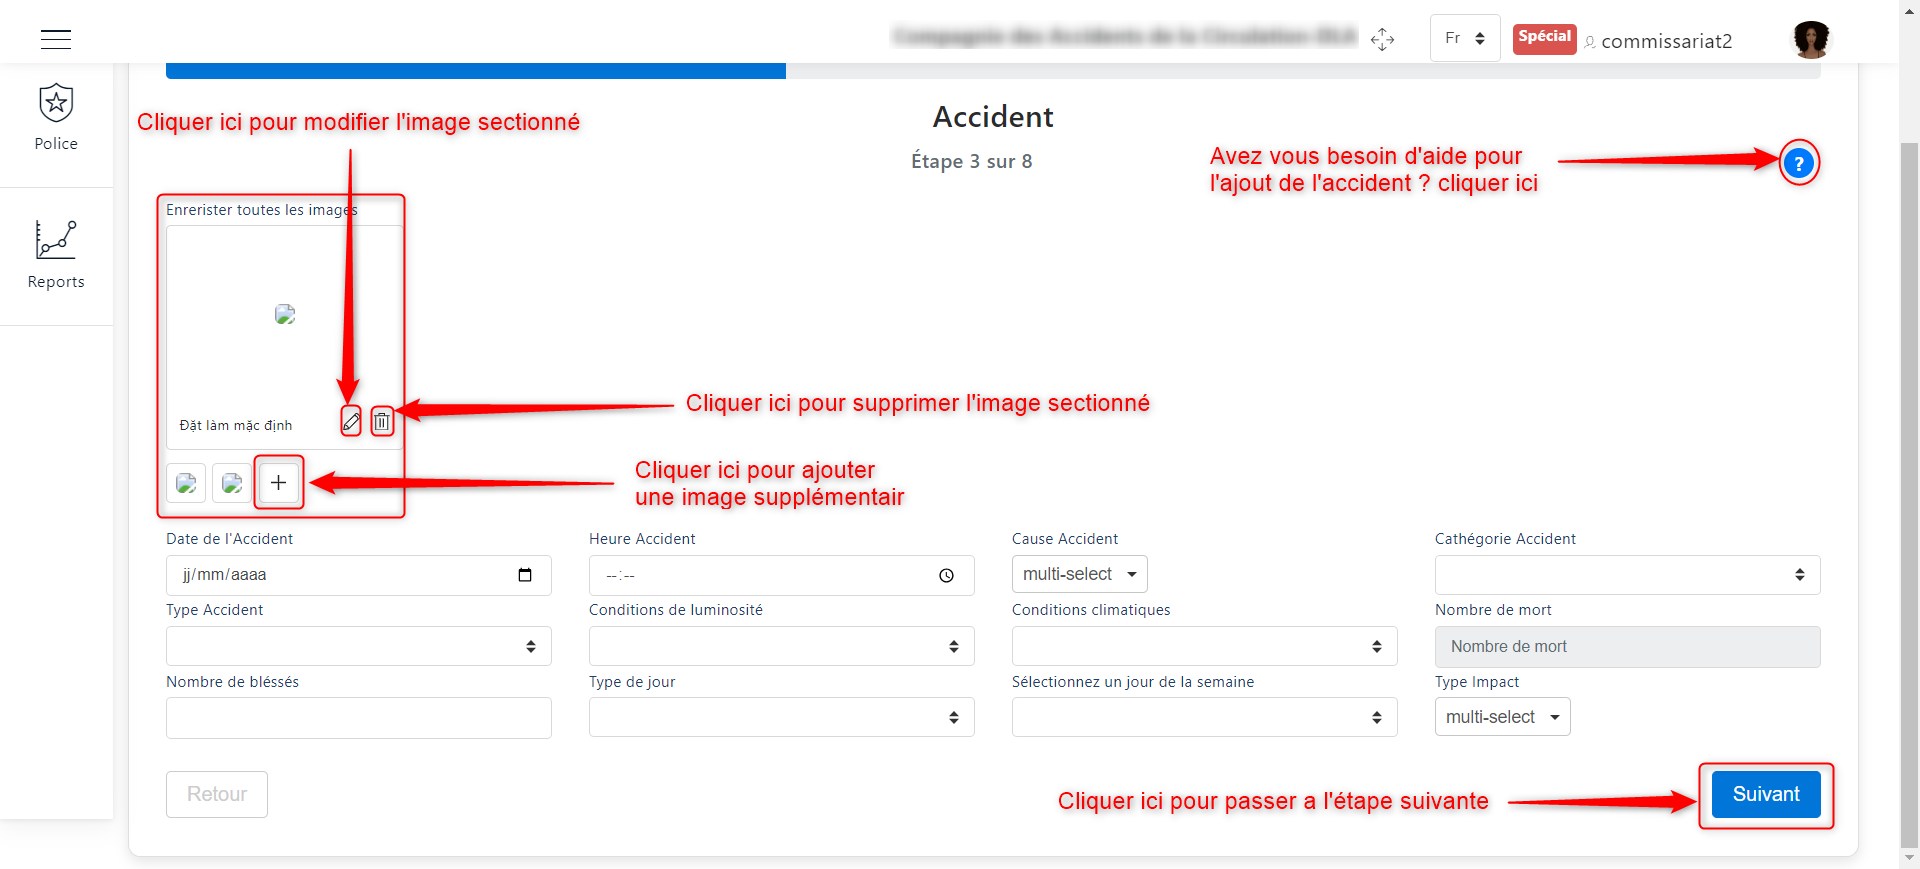 Fr
Spécial
commissariat2
Police
Reports
Cliquer ici pour modifier l'image sectionné
Accident
Étape 3 sur 8
Avez vous besoin d'aide pour
l'ajout de l'accident ? cliquer ici
?
Enrerister toutes les images
Đặt làm mặc định
Cliquer ici pour supprimer l'image sectionné
Cliquer ici pour ajouter
une image supplémentair
Date de l'Accident
Heure Accident
Cause Accident
Cathégorie Accident
jj/mm/aaaa
--:--
multi-select
Type Accident
Conditions de luminosité
Conditions climatiques
Nombre de mort
Nombre de mort
Nombre de bléssés
Type de jour
Sélectionnez un jour de la semaine
Type Impact
multi-select
Retour
Cliquer ici pour passer a l'étape suivante
Suivant